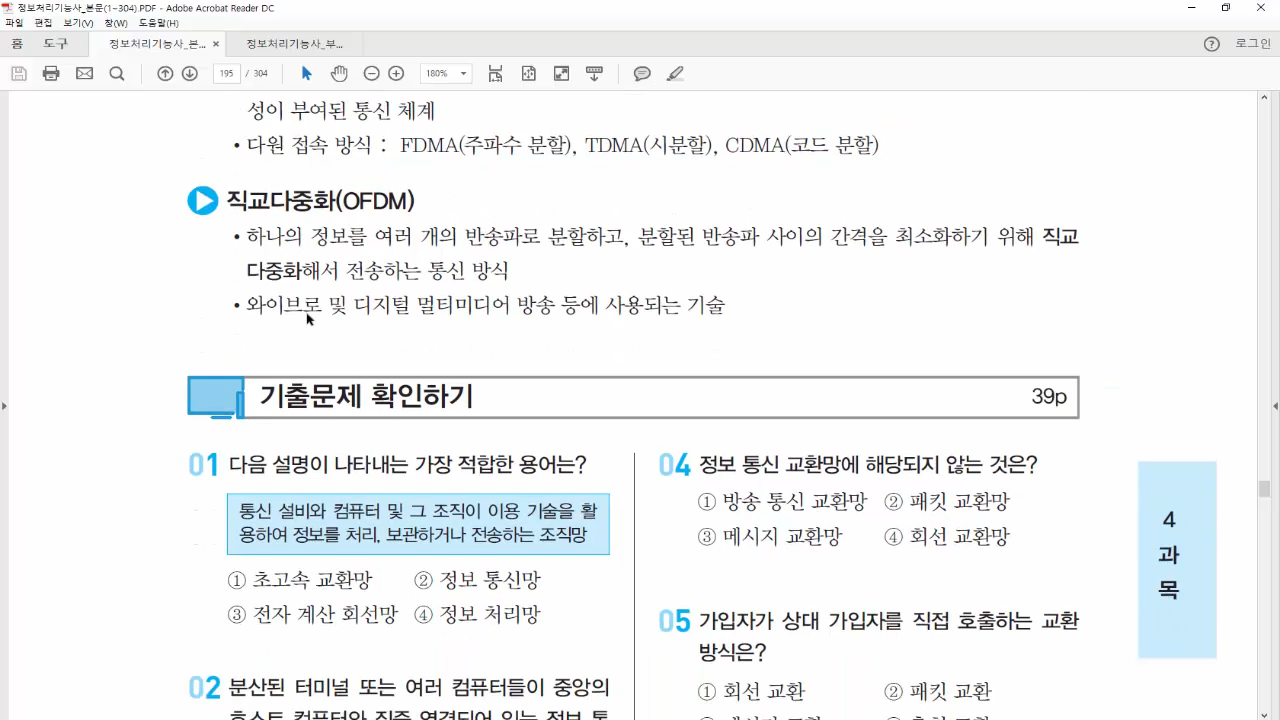 정보처리기능사_본문(1~304).PDF - Adobe Acrobat Reader DC
파일 편집 보기(V) 창(W) 도움말(H)
홈 도구 정보처리기능사_본... × 정보처리기능사_부... 로그인
195 / 304 180%
성이 부여된 통신 체계
• 다원 접속 방식 : FDMA(주파수 분할), TDMA(시분할), CDMA(코드 분할)
직교다중화(OFDM)
• 하나의 정보를 여러 개의 반송파로 분할하고, 분할된 반송파 사이의 간격을 최소화하기 위해 직교
다중화해서 전송하는 통신 방식
• 와이브로 및 디지털 멀티미디어 방송 등에 사용되는 기술
기출문제 확인하기 39p
01 다음 설명이 나타내는 가장 적합한 용어는?
통신 설비와 컴퓨터 및 그 조직이 이용 기술을 활
용하여 정보를 처리, 보관하거나 전송하는 조직망
① 초고속 교환망 ② 정보 통신망
③ 전자 계산 회선망 ④ 정보 처리망
02 분산된 터미널 또는 여러 컴퓨터들이 중앙의
호스트 컴퓨터와 집중 연결되어 있는 정보 통
04 정보 통신 교환망에 해당되지 않는 것은?
① 방송 통신 교환망 ② 패킷 교환망
③ 메시지 교환망 ④ 회선 교환망
05 가입자가 상대 가입자를 직접 호출하는 교환
방식은?
① 회선 교환 ② 패킷 교환
4
과
목